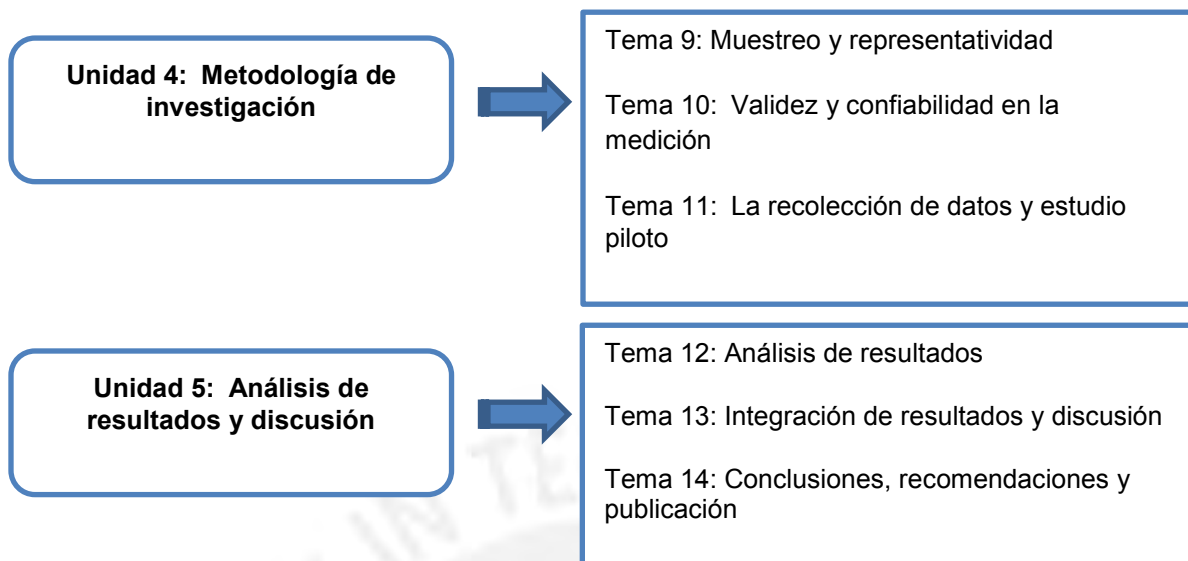 Unidad 4: Metodología de
investigación
Tema 9: Muestreo y representatividad
Tema 10: Validez y confiabilidad en la
medición
Tema 11: La recolección de datos y estudio
piloto
Unidad 5: Análisis de
resultados y discusión
Tema 12: Análisis de resultados
Tema 13: Integración de resultados y discusión
Tema 14: Conclusiones, recomendaciones y
publicación